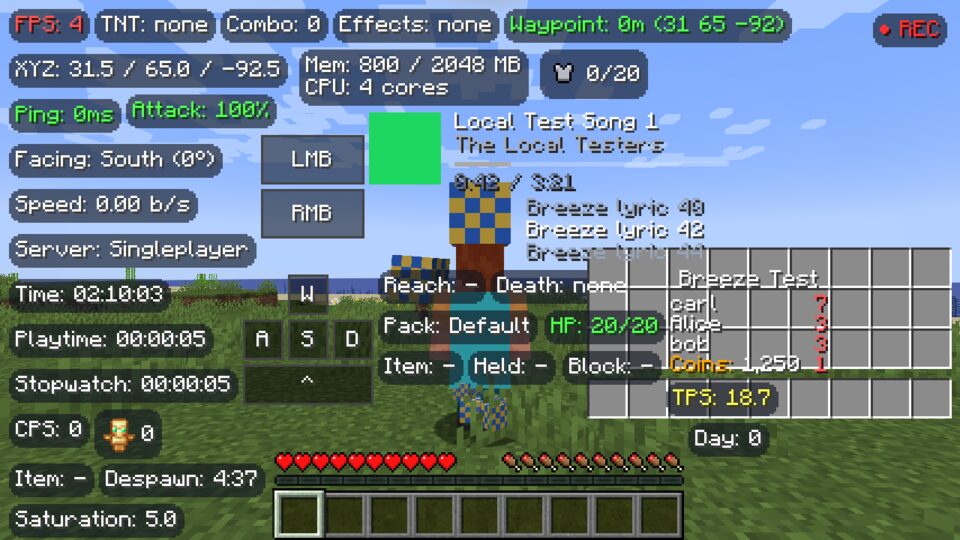 FPS: 4 TNT: none Combo: 0 Effects: none Waypoint: 0m (31 65 -92) REC
XYZ: 31.5 / 65.0 / -92.5 Mem: 800 / 2048 MB 0/20
CPU: 4 cores
Ping: 0ms Attack: 100%
Local Test Song 1
The Local Testers
Facing: South (0°) LMB
0:42 / 3:21
Speed: 0.00 b/s RMB
Breeze lyric 40
Breeze lyric 42
Breeze lyric 44
Server: Singleplayer
Time: 02:10:03 W Reach: - Death: none
Breeze Test
carl 7
Alice 3
bob 3
Coins: 1,250 1
Playtime: 00:00:05 A S D Pack: Default HP: 20/20
Item: - Held: - Block: -
Stopwatch: 00:00:05 ^
TPS: 18.7
CPS: 0 0
Day: 0
Item: - Despawn: 4:37
Saturation: 5.0